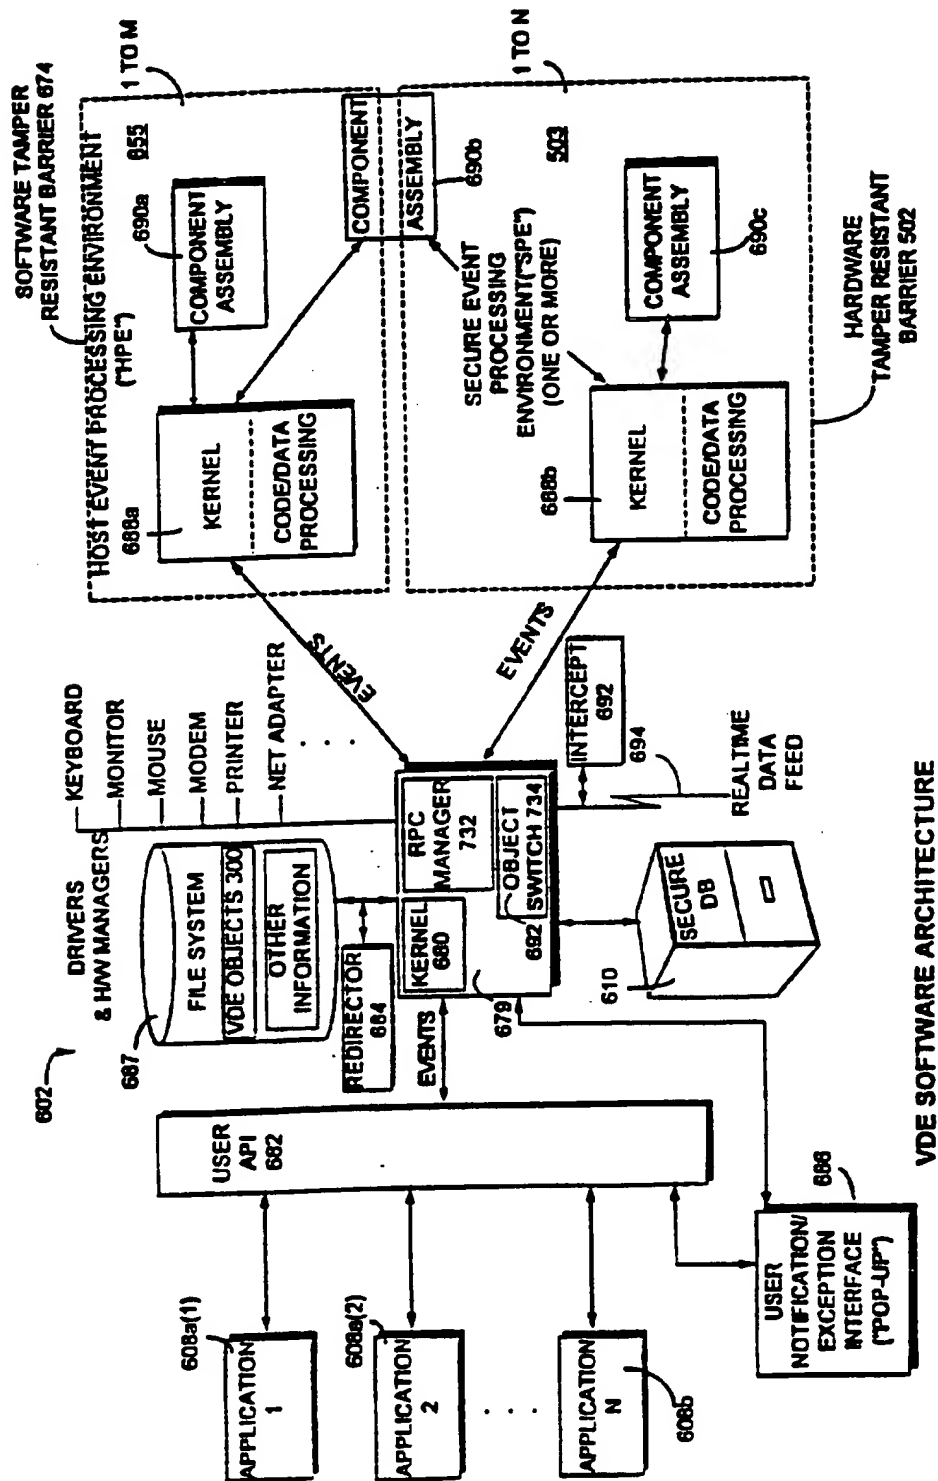 SOFTWARE TAMPER
RESISTANT BARRIER 674
1 TO M
1 TO N
HOST EVENT PROCESSING ENVIRONMENT
("HPE")
655
690a
COMPONENT
ASSEMBLY
688a
KERNEL
CODE/DATA
PROCESSING
COMPONENT
ASSEMBLY
690b
503
SECURE EVENT
PROCESSING
ENVIRONMENT("SPE")
(ONE OR MORE)
688b
KERNEL
CODE/DATA
PROCESSING
COMPONENT
ASSEMBLY
690c
HARDWARE
TAMPER RESISTANT
BARRIER 502
EVENTS
EVENTS
602
DRIVERS
& H/W MANAGERS
KEYBOARD
MONITOR
MOUSE
MODEM
PRINTER
NET ADAPTER
687
FILE SYSTEM
VDE OBJECTS 300
OTHER
INFORMATION
REDIRECTOR
684
KERNEL
680
RPC
MANAGER
732
692
OBJECT
SWITCH 734
679
INTERCEPT
692
694
REALTIME
DATA
FEED
610
SECURE
DB
EVENTS
USER
API
682
608a(1)
APPLICATION
1
608a(2)
APPLICATION
2
. . . .
APPLICATION
N
608b
686
USER
NOTIFICATION/
EXCEPTION
INTERFACE
("POP-UP")
VDE SOFTWARE ARCHITECTURE